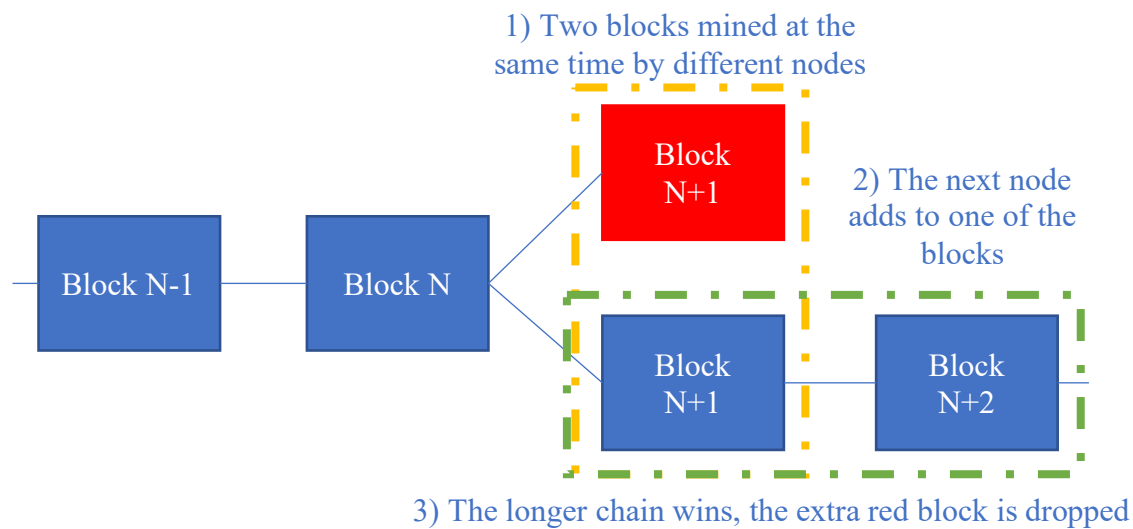 1) Two blocks mined at the
same time by different nodes
Block
N+1
2) The next node
adds to one of the
blocks
Block N-1
Block N
Block
N+1
Block
N+2
3) The longer chain wins, the extra red block is dropped